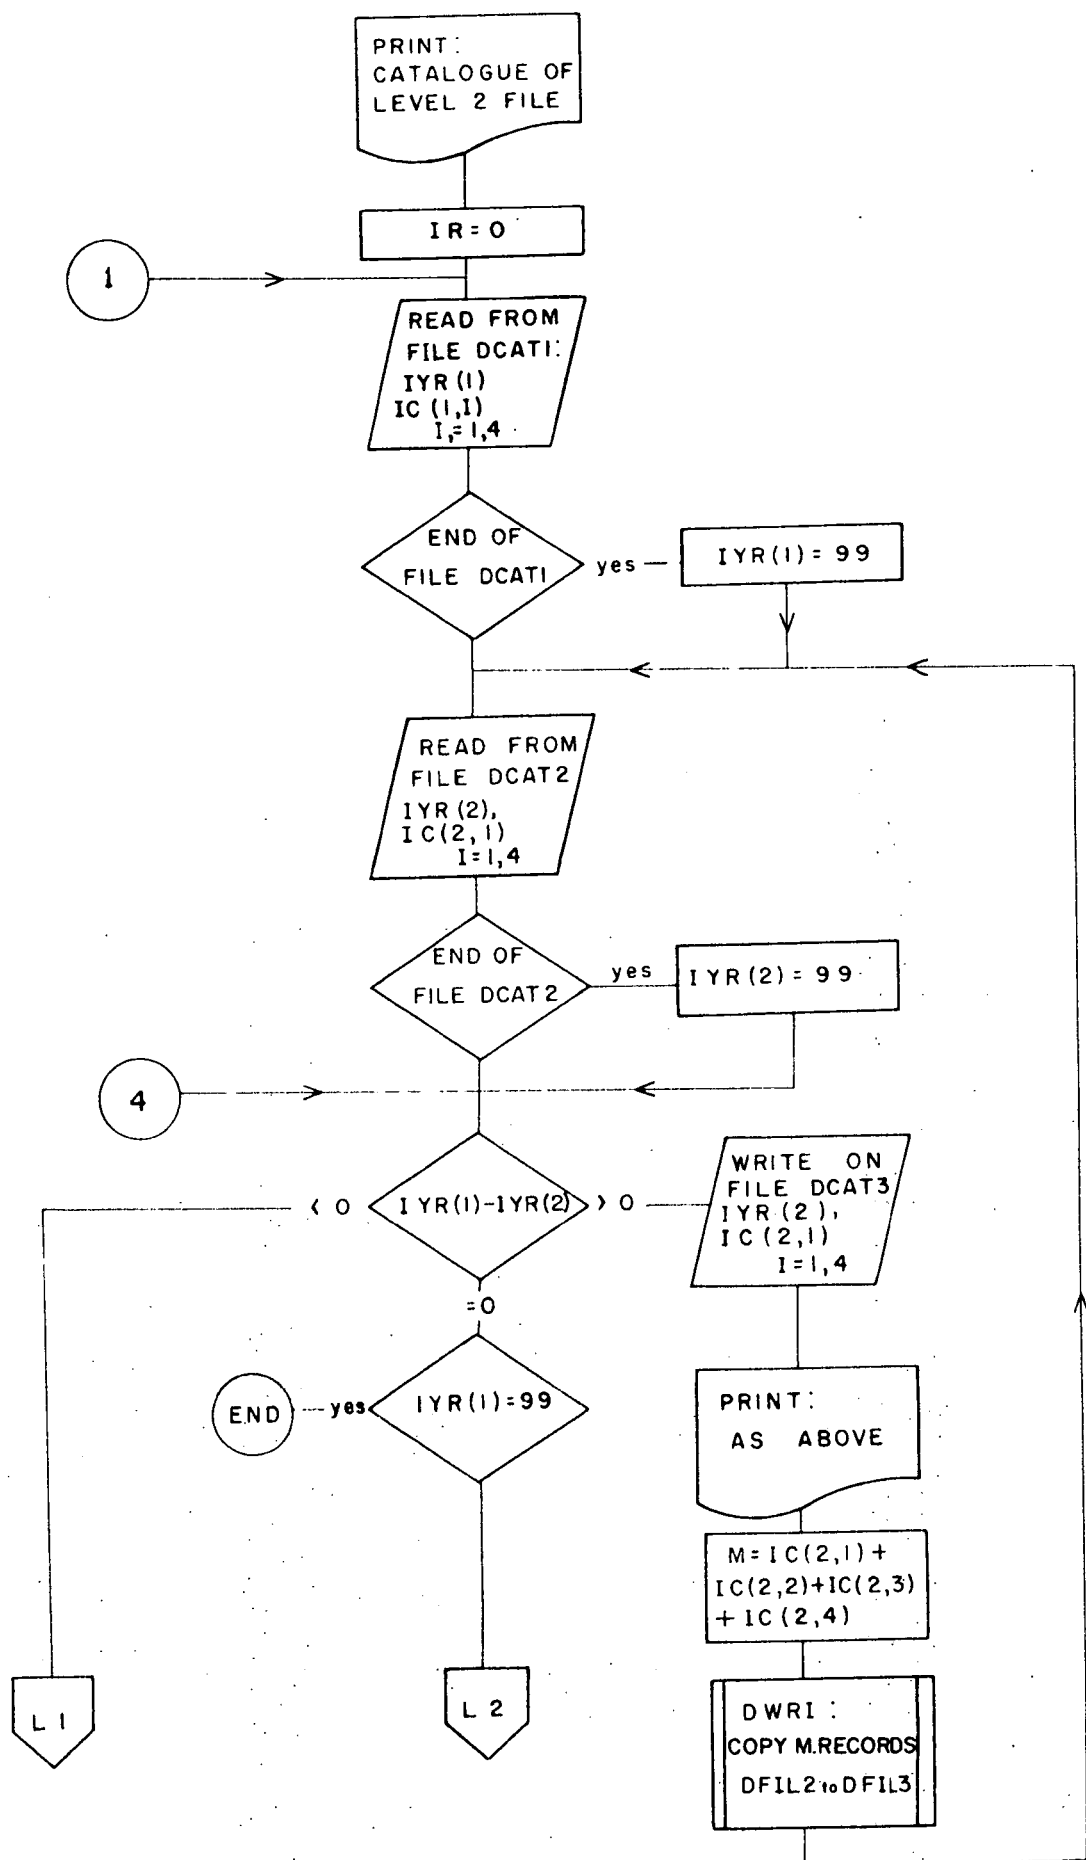 PRINT:
CATALOGUE OF
LEVEL 2 FILE
IR=0
1
READ FROM
FILE DCAT1:
IYR(1)
IC(1,I)
I,=1,4
END OF
FILE DCAT1
yes
IYR(1)=99
READ FROM
FILE DCAT2
IYR(2),
IC(2,1)
I=1,4
END OF
FILE DCAT2
yes
IYR(2)=99
4
< 0
IYR(1)-IYR(2)
> 0
WRITE ON
FILE DCAT3
IYR(2),
IC(2,1)
I=1,4
=0
END
yes
IYR(1)=99
PRINT:
AS ABOVE
M=IC(2,1)+
IC(2,2)+IC(2,3)
+IC(2,4)
L 1
L 2
DWRI:
COPY M.RECORDS
DFIL2 to DFIL3